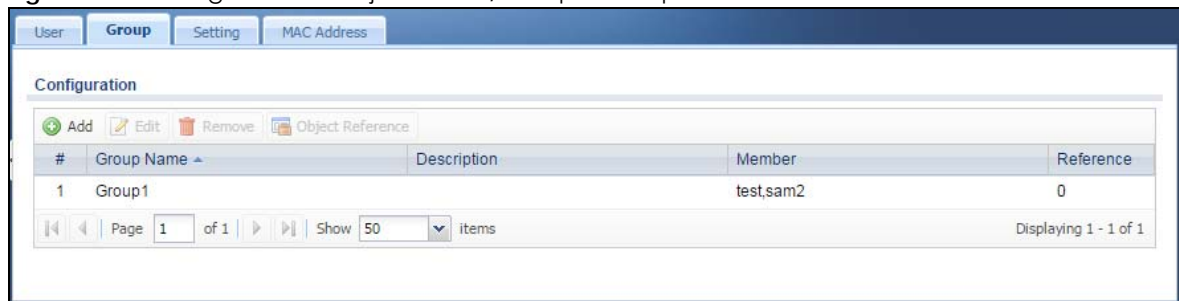 User Group Setting MAC Address
Configuration
Add Edit Remove Object Reference
# Group Name Description Member Reference
1 Group1 test,sam2 0
Page 1 of 1 Show 50 items Displaying 1 - 1 of 1